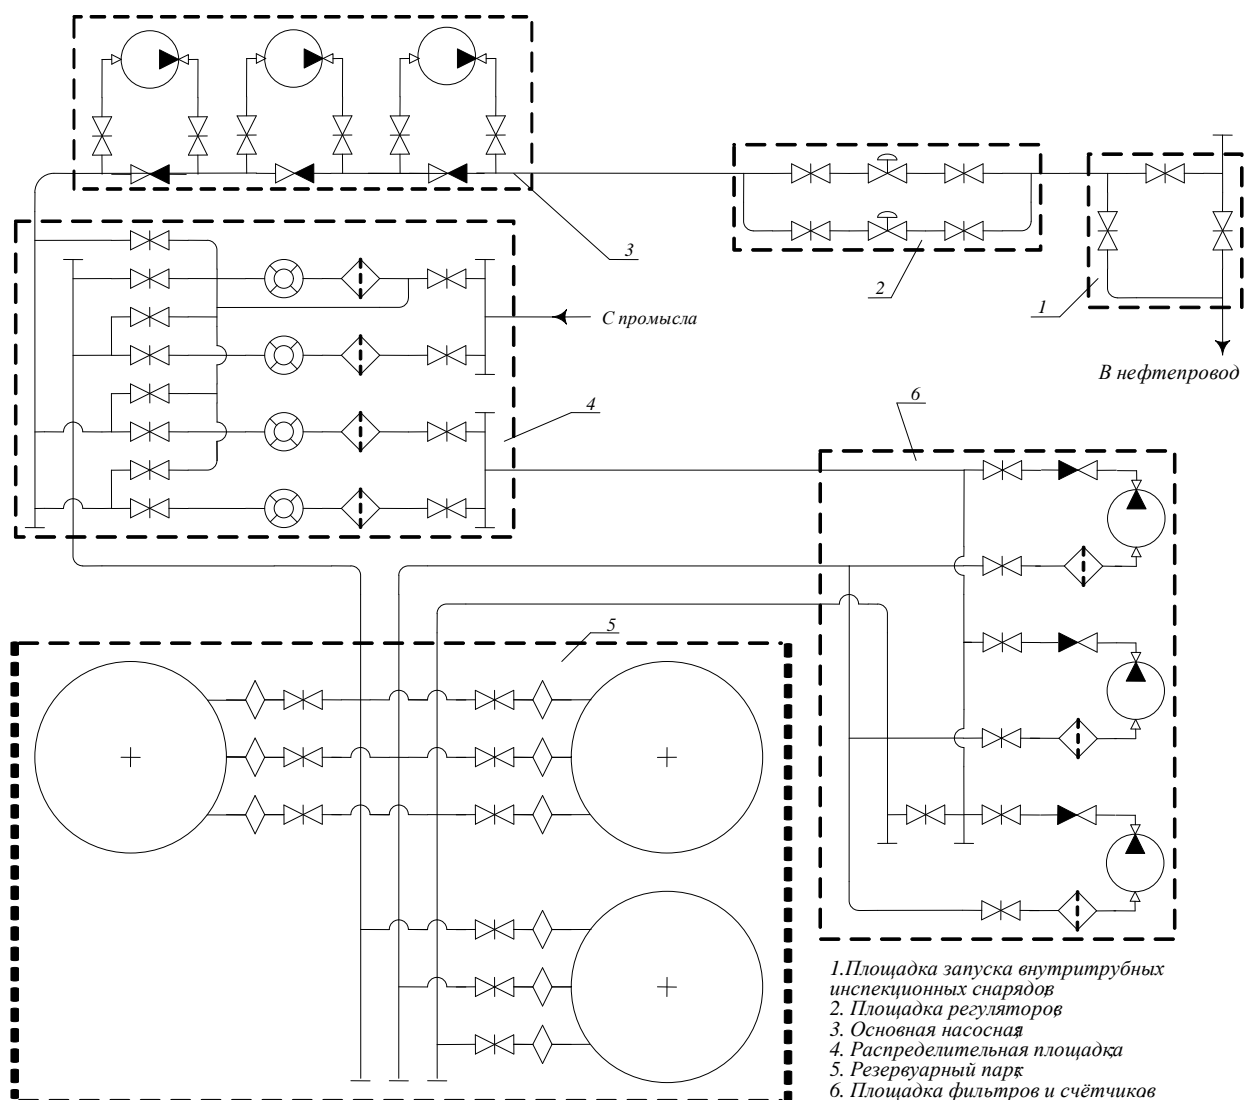 3
2
1
С промысла
В нефтепровод
4
6
5
1.Площадка запуска внутритрубных
инспекционных снарядов;
2. Площадка регуляторов;
3. Основная насосная;
4. Распределительная площадка;
5. Резервуарный парк;
6. Площадка фильтров и счётчиков.